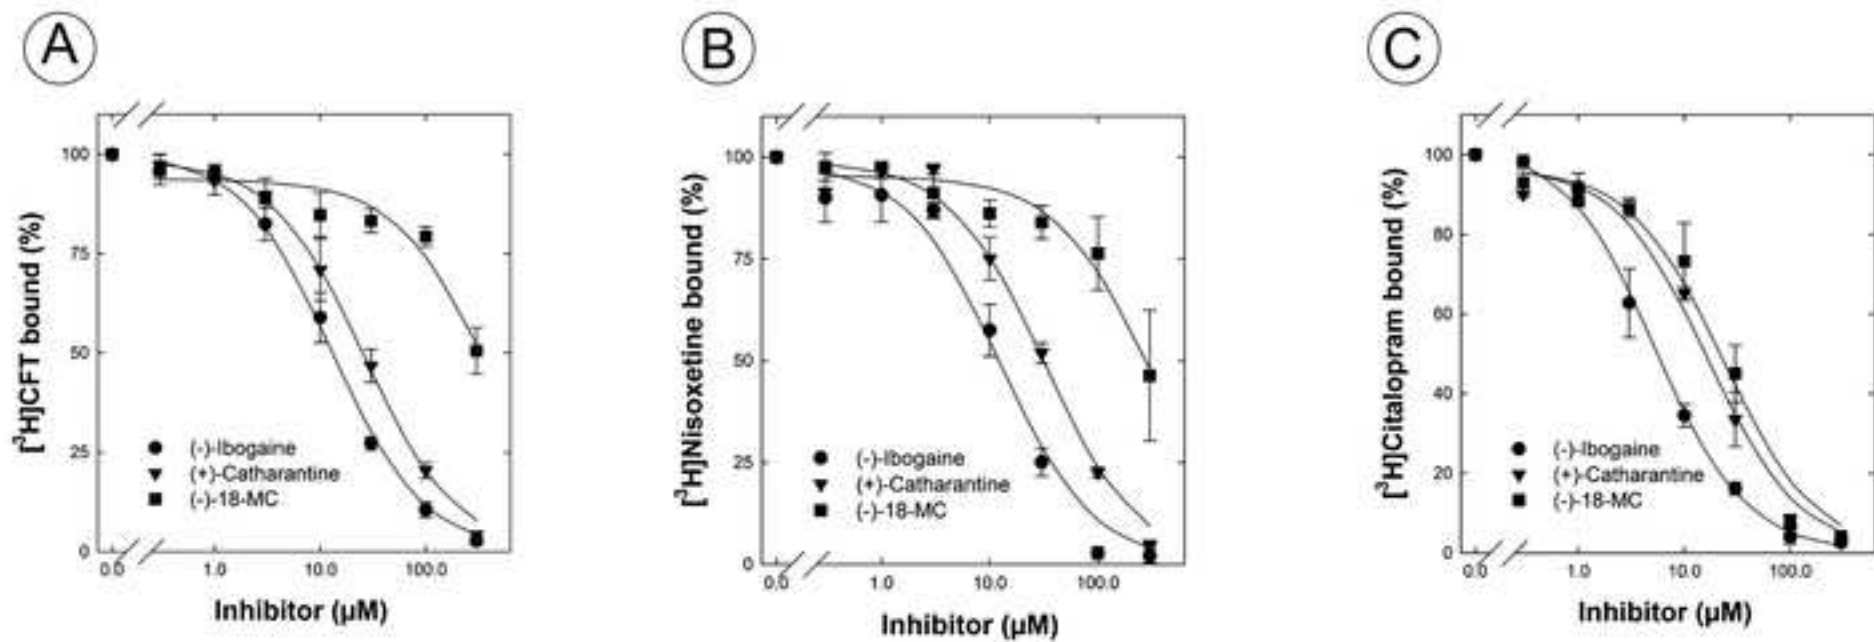 A
[³H]CFT bound (%)
100
75
50
25
0
(-)-Ibogaine
(+)-Catharantine
(-)-18-MC
0.0 1.0 10.0 100.0
Inhibitor (µM)
B
[³H]Nisoxetine bound (%)
100
75
50
25
0
(-)-Ibogaine
(+)-Catharantine
(-)-18-MC
0.0 1.0 10.0 100.0
Inhibitor (µM)
C
[³H]Citalopram bound (%)
100
80
60
40
20
0
(-)-Ibogaine
(+)-Catharantine
(-)-18-MC
0.0 1.0 10.0 100.0
Inhibitor (µM)